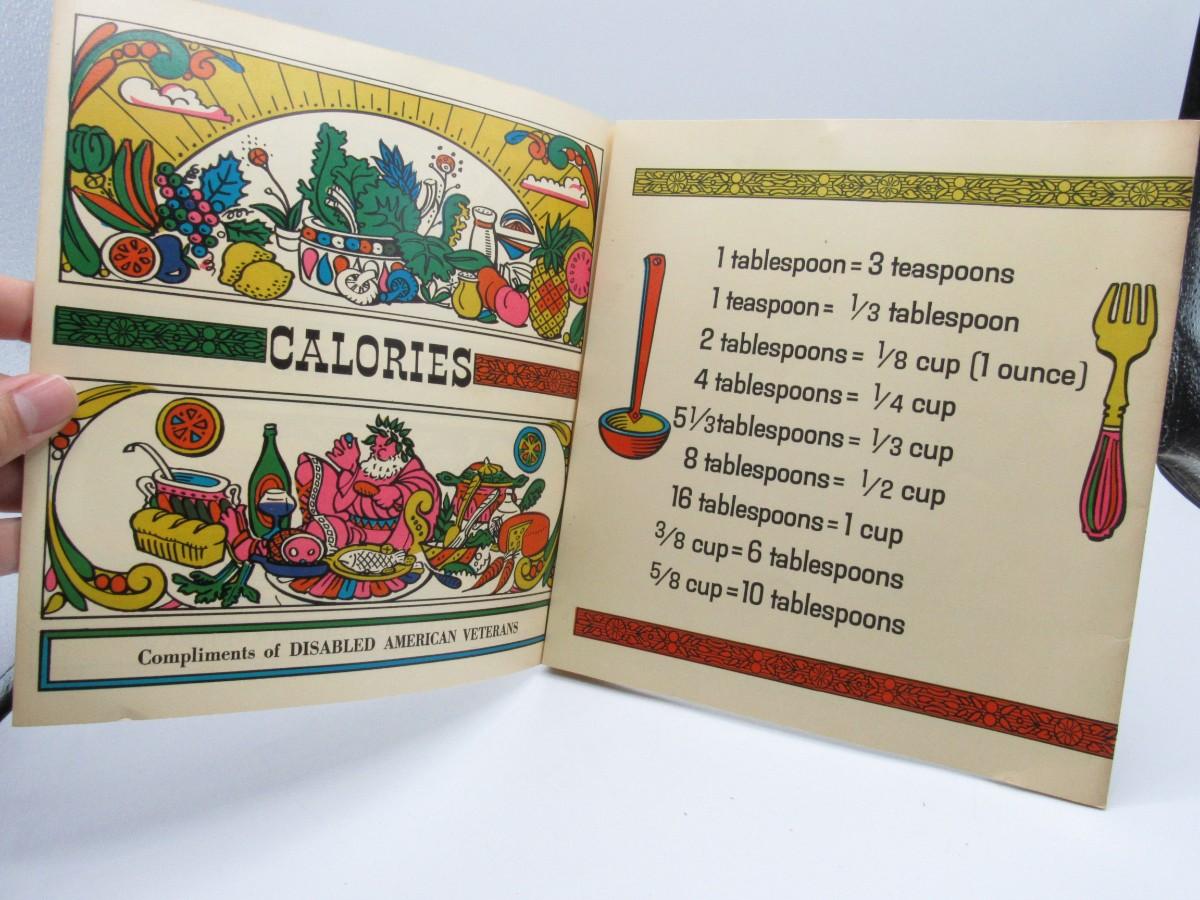 CALORIES
Compliments of DISABLED AMERICAN VETERANS
1 tablespoon = 3 teaspoons
1 teaspoon = 1/3 tablespoon
2 tablespoons = 1/8 cup (1 ounce)
4 tablespoons = 1/4 cup
5 1/3 tablespoons = 1/3 cup
8 tablespoons = 1/2 cup
16 tablespoons = 1 cup
3/8 cup = 6 tablespoons
5/8 cup = 10 tablespoons